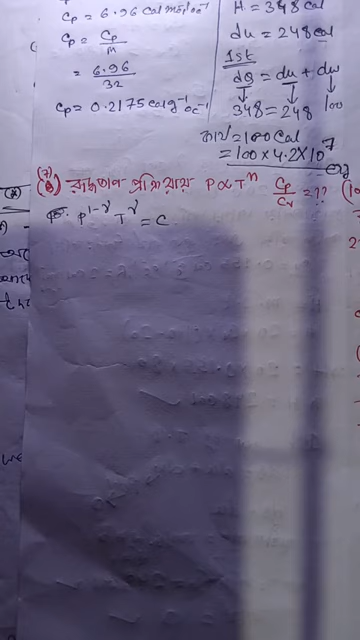 Cp = 6.96 Cal mol⁻¹ °C⁻¹
Cp = Cp/M
= 6.96/32
Cp = 0.2175 cal g⁻¹ °C⁻¹
H = 348 Cal
du = 248 cal
1st
dQ = du + dw
348 = 248 100
কার্য = 100 Cal
= 100 × 4.2 × 10⁷
erg
(7)
রুদ্ধতাপ প্রক্রিয়ায় P∝Tⁿ Cp/Cv = ??
P^1-γ T^γ = C